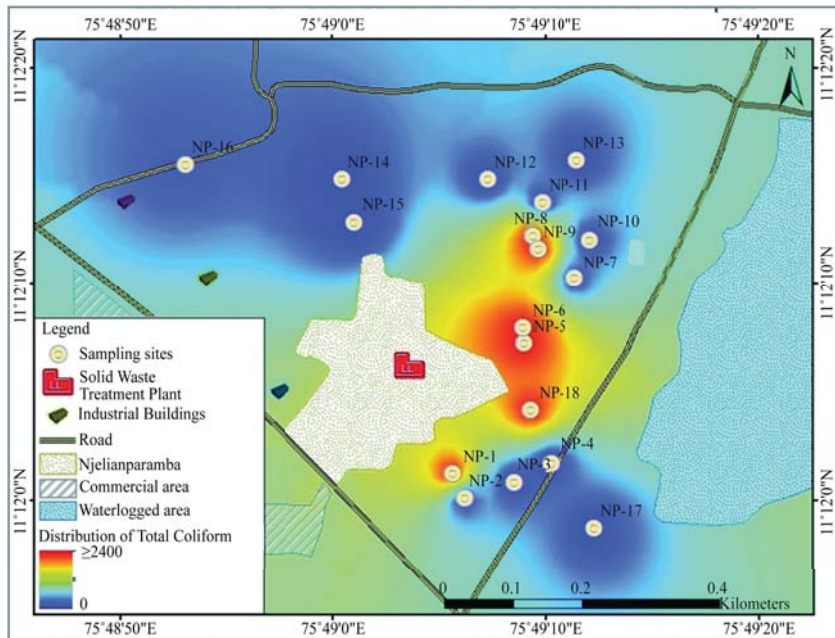 75°48'50"E 75°49'0"E 75°49'10"E 75°49'20"E
11°12'20"N 11°12'20"N
N
NP-16
NP-14
NP-12
NP-13
NP-15
NP-11
NP-8
NP-9
NP-10
NP-7
11°12'10"N 11°12'10"N
NP-6
NP-5
NP-18
NP-4
NP-1
NP-3
NP-2
NP-17
11°12'0"N 11°12'0"N
Legend
Sampling sites
Solid Waste
Treatment Plant
Industrial Buildings
Road
Njelianparamba
Commercial area
Waterlogged area
Distribution of Total Coliform
≥2400
0
0 0.1 0.2 0.4
Kilometers
75°48'50"E 75°49'0"E 75°49'10"E 75°49'20"E